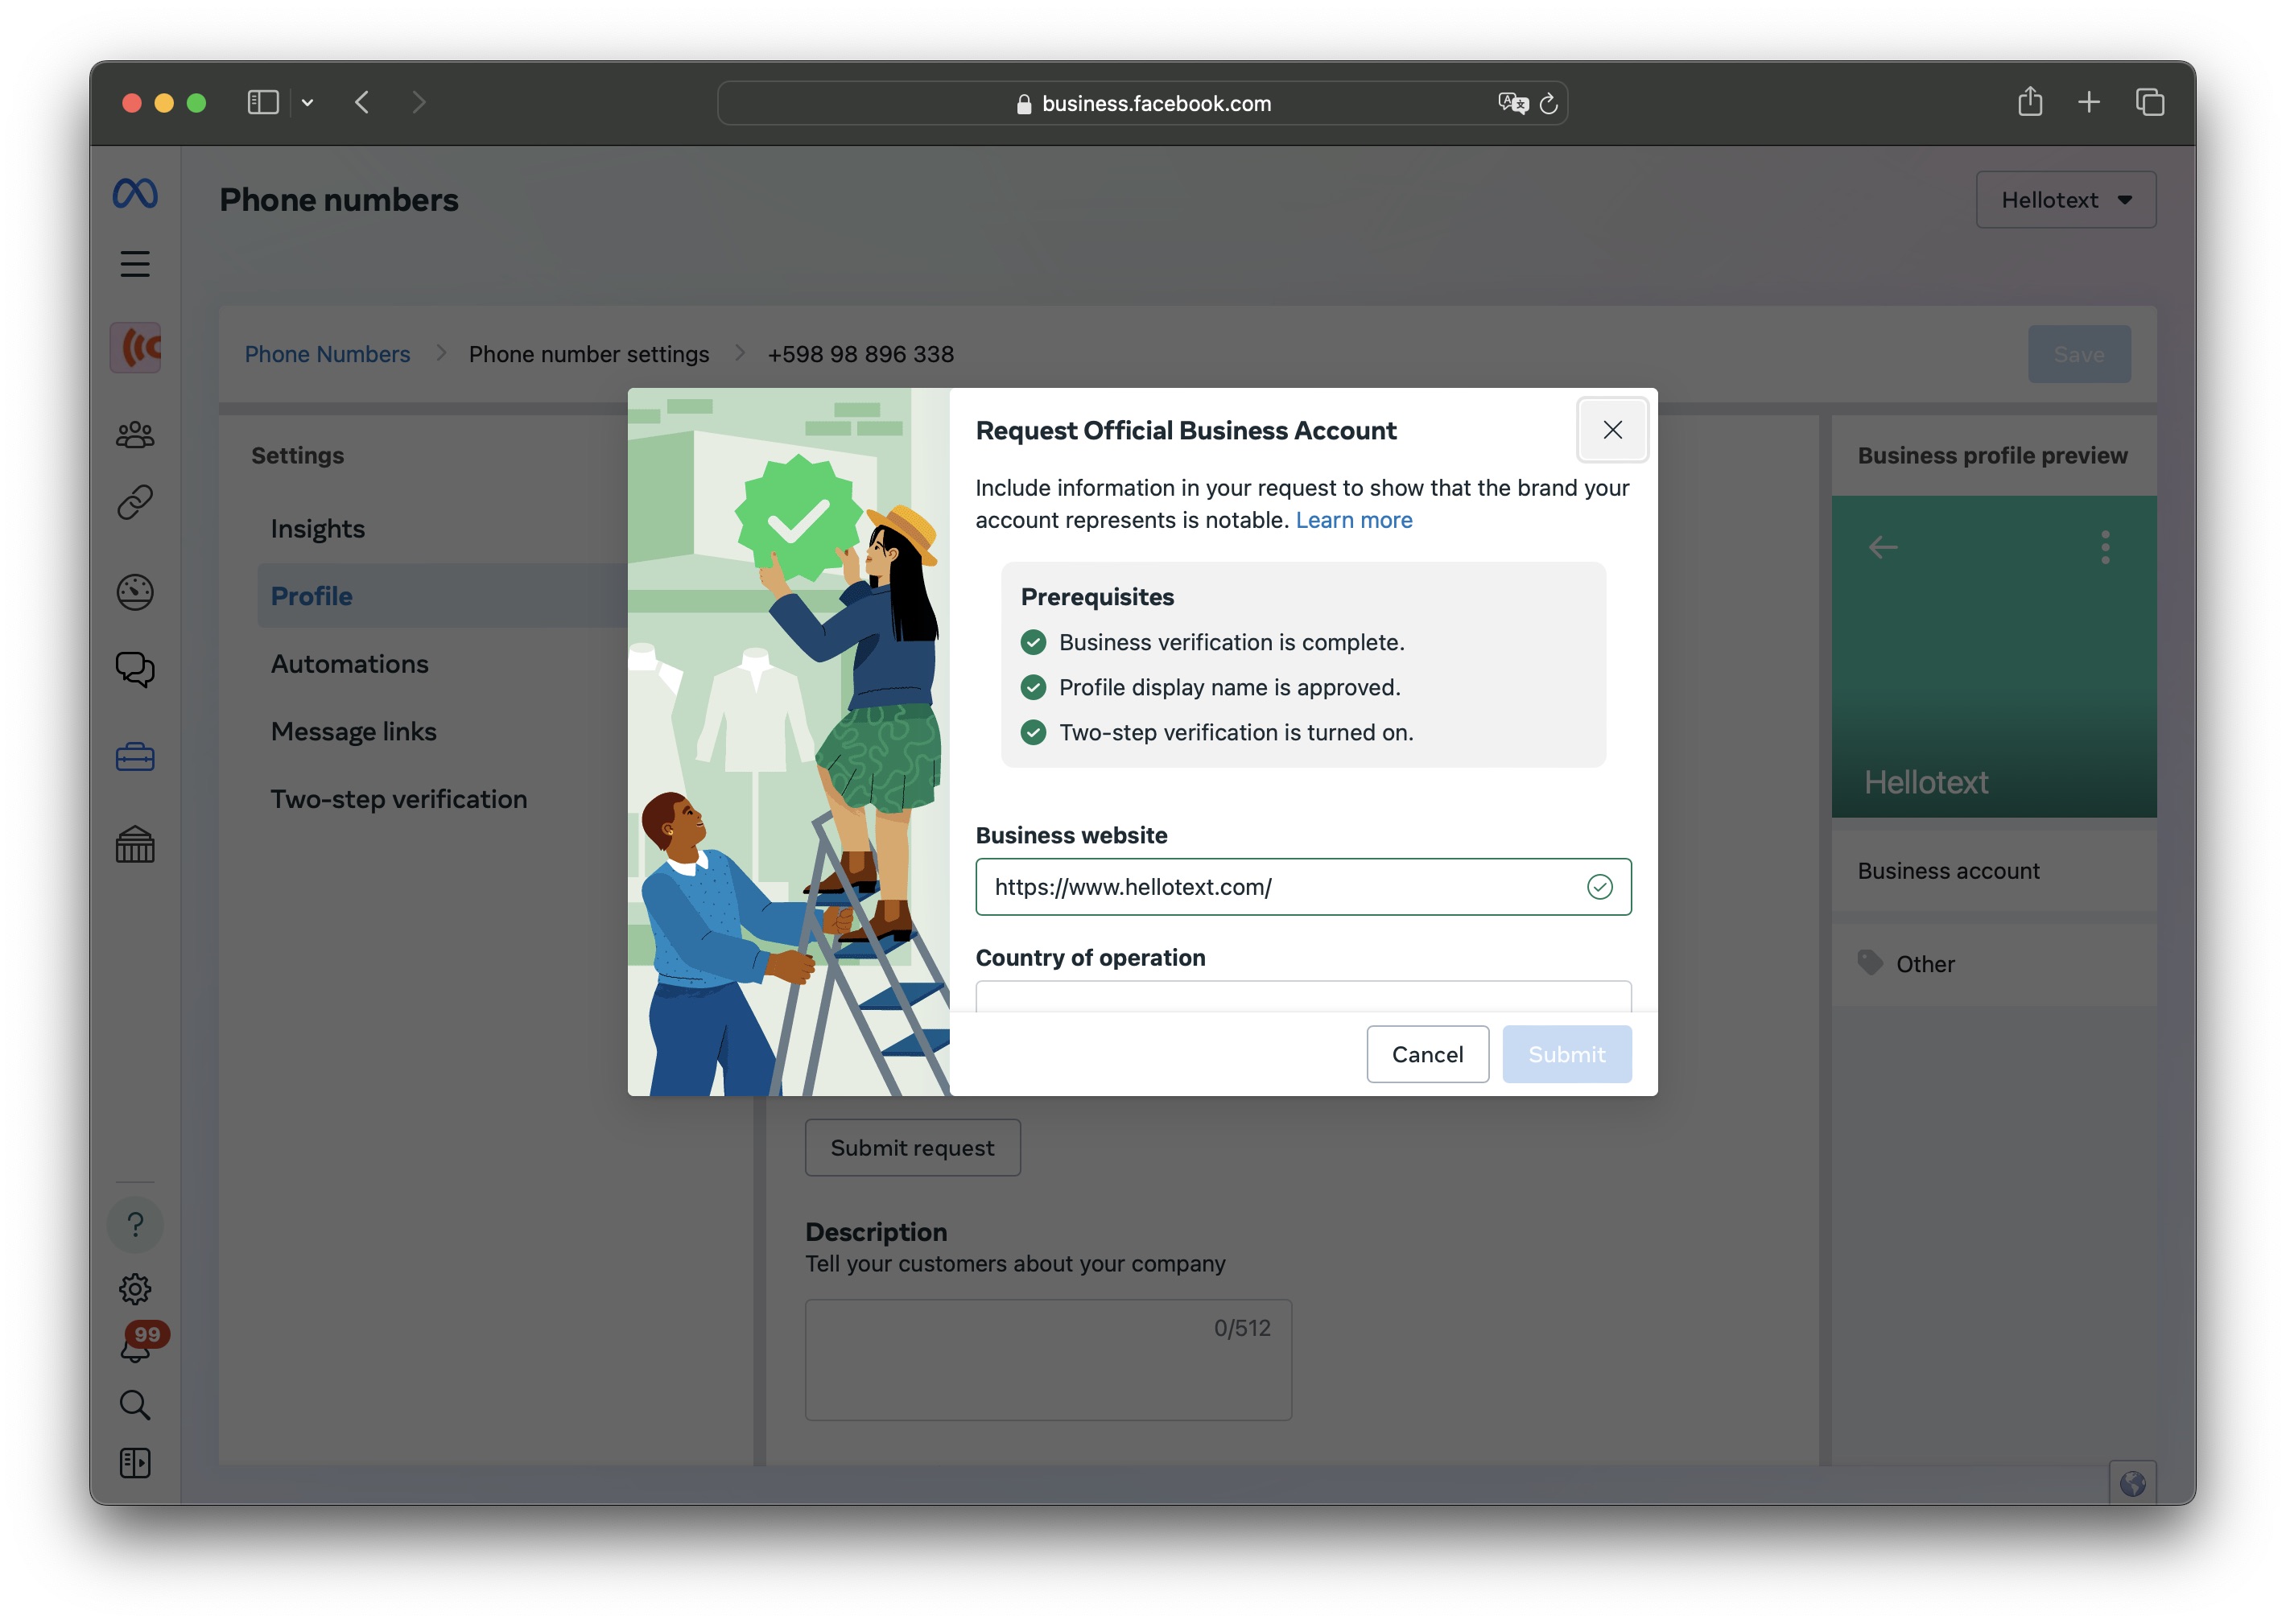 business.facebook.com
Phone numbers
Hellotext
Phone Numbers
Phone number settings
+598 98 896 338
Save
Settings
Insights
Profile
Automations
Message links
Two-step verification
Request Official Business Account
Include information in your request to show that the brand your
account represents is notable. Learn more
Prerequisites
Business verification is complete.
Profile display name is approved.
Two-step verification is turned on.
Business website
https://www.hellotext.com/
Country of operation
Cancel
Submit
Submit request
Description
Tell your customers about your company
0/512
Business profile preview
Hellotext
Business account
Other
?
99